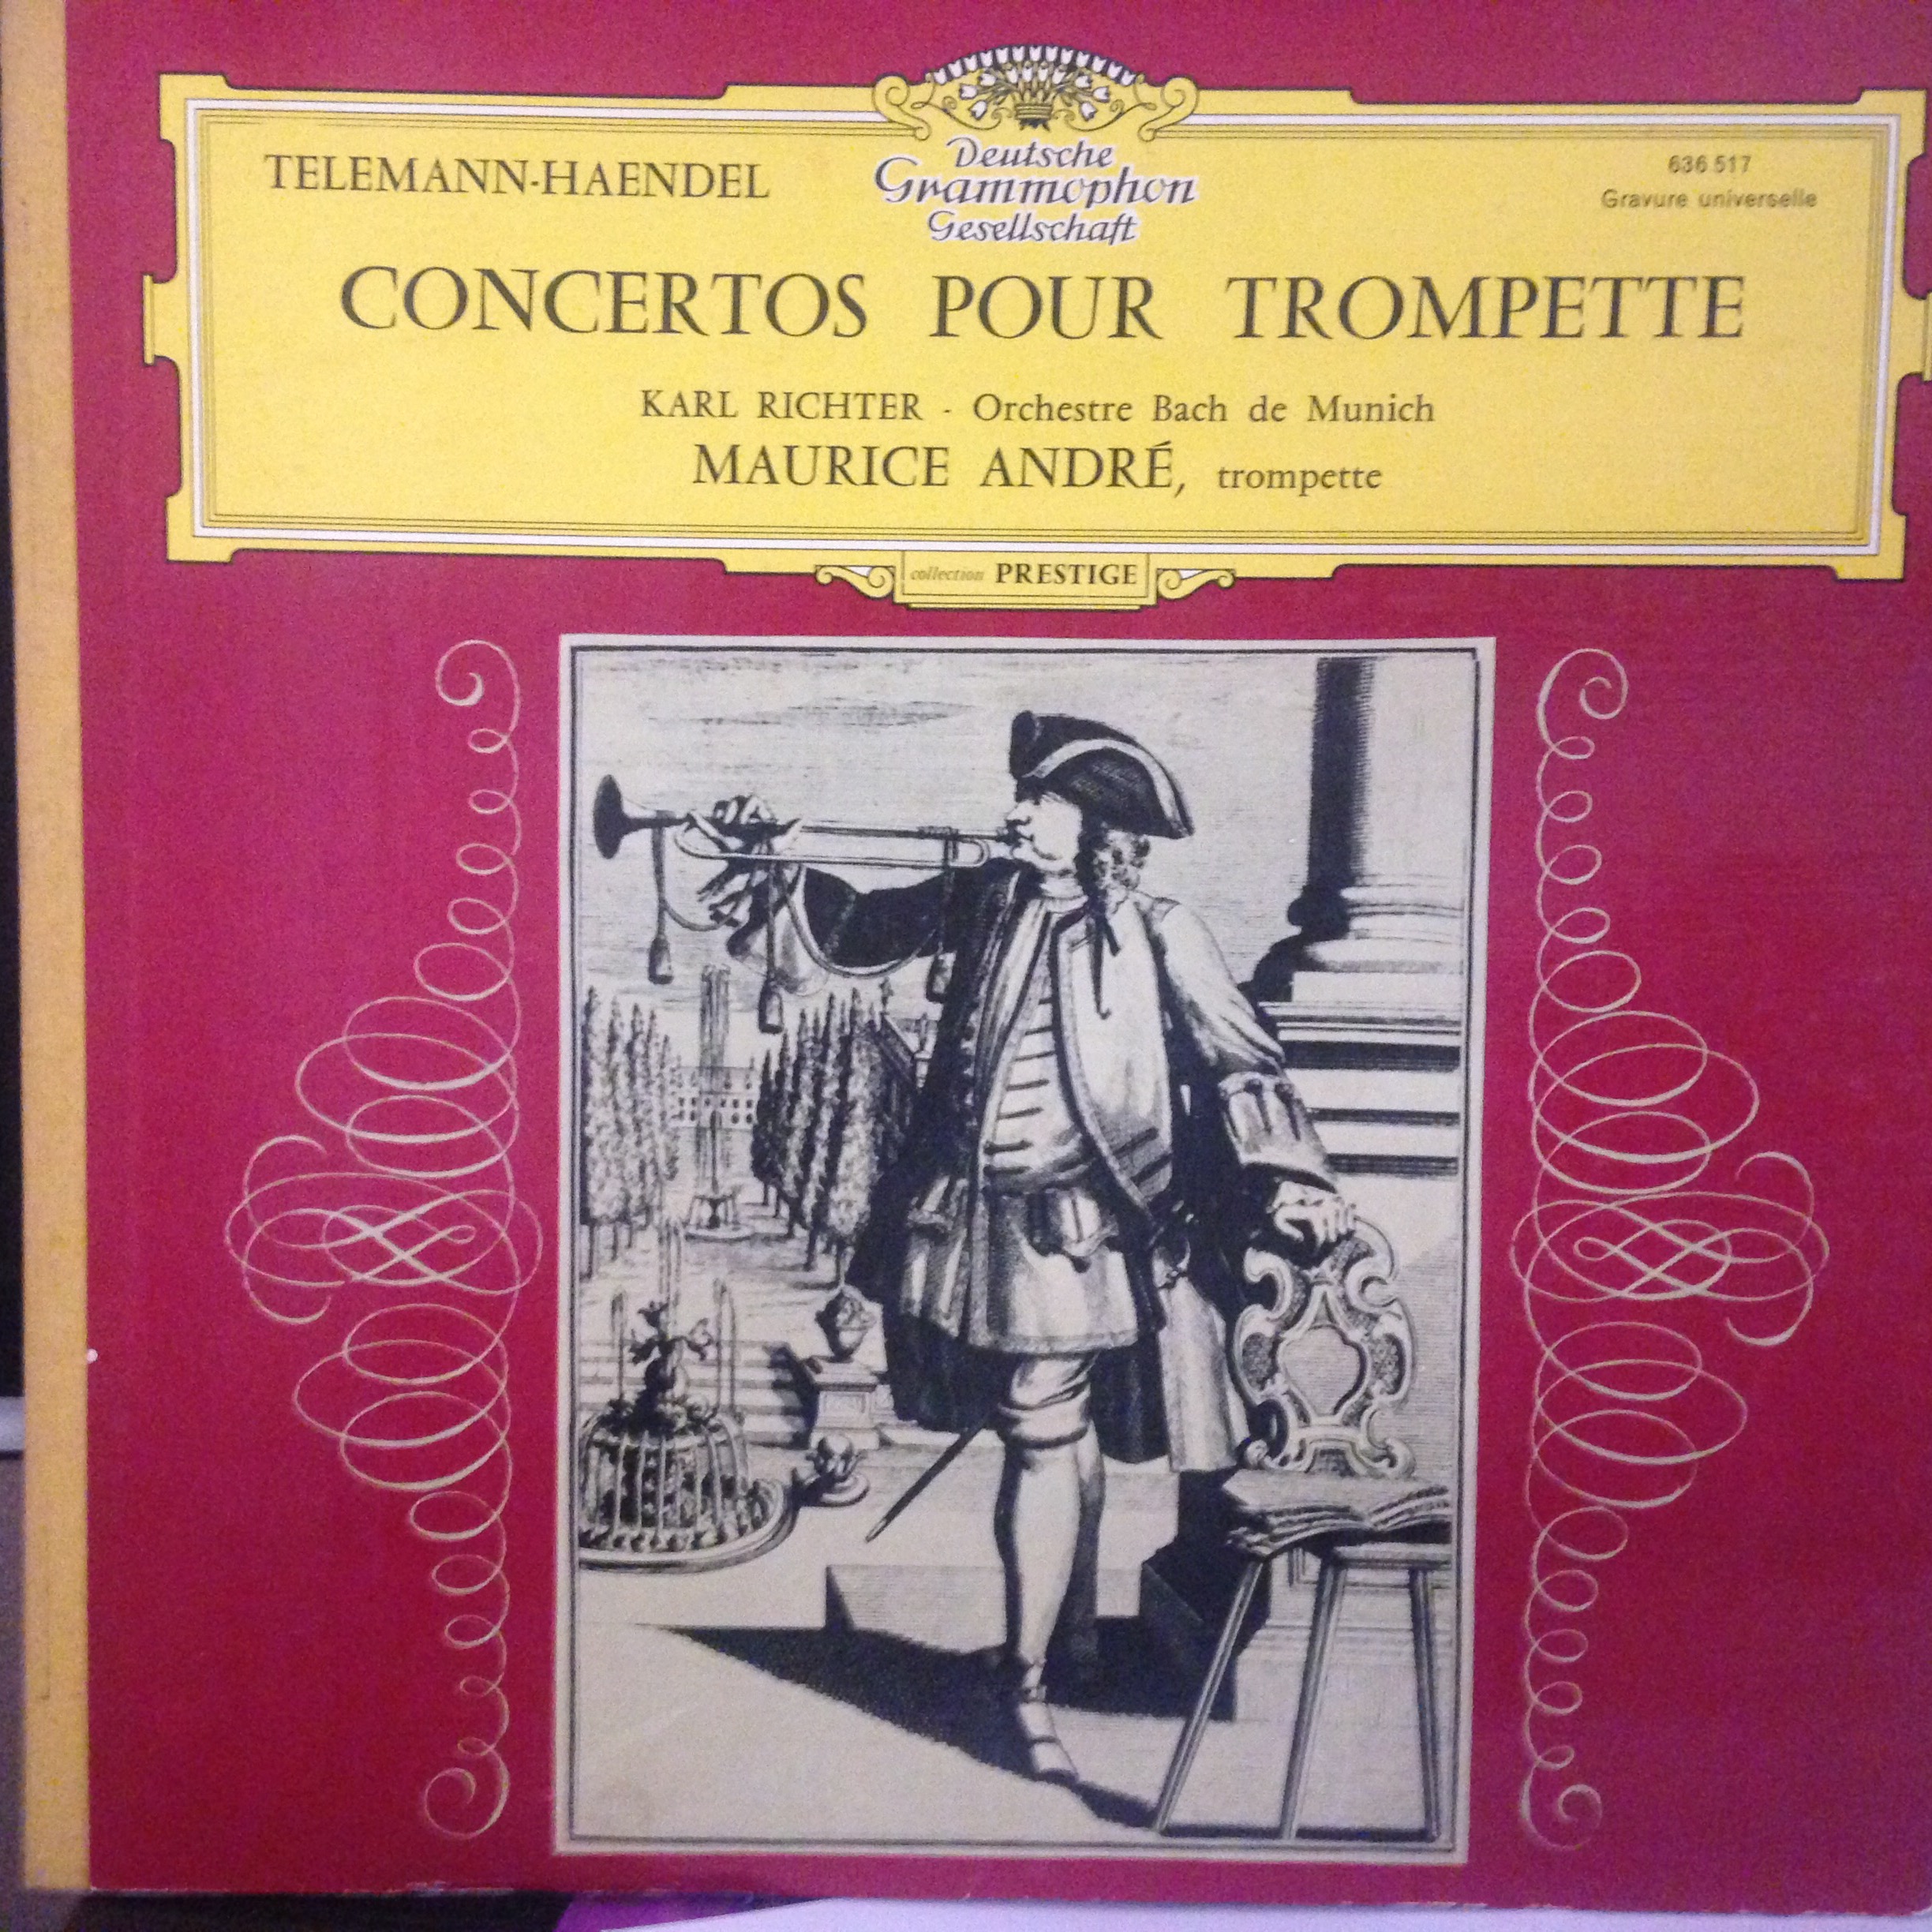 TELEMANN-HAENDEL
Deutsche
Grammophon
Gesellschaft
636 517
Gravure universelle
CONCERTOS POUR TROMPETTE
KARL RICHTER - Orchestre Bach de Munich
MAURICE ANDRÉ, trompette
collection PRESTIGE